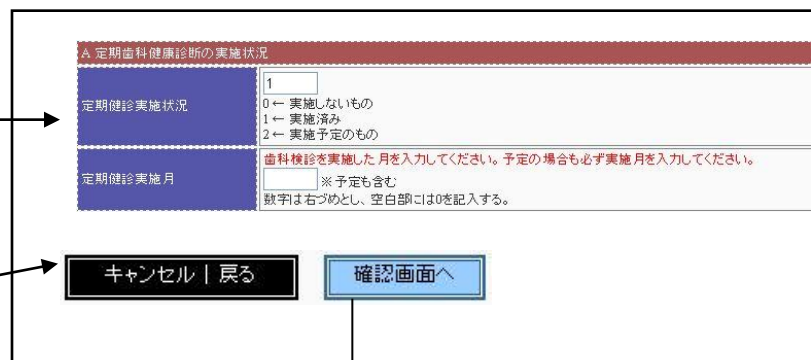 A 定期歯科健康診断の実施状況
定期健診実施状況
1
0← 実施しないもの
1← 実施済み
2← 実施予定のもの
定期健診実施月
歯科検診を実施した月を入力してください。予定の場合も必ず実施月を入力してください。
※予定も含む
数字は右づめとし、空白部には0を記入する。
キャンセル | 戻る
確認画面へ